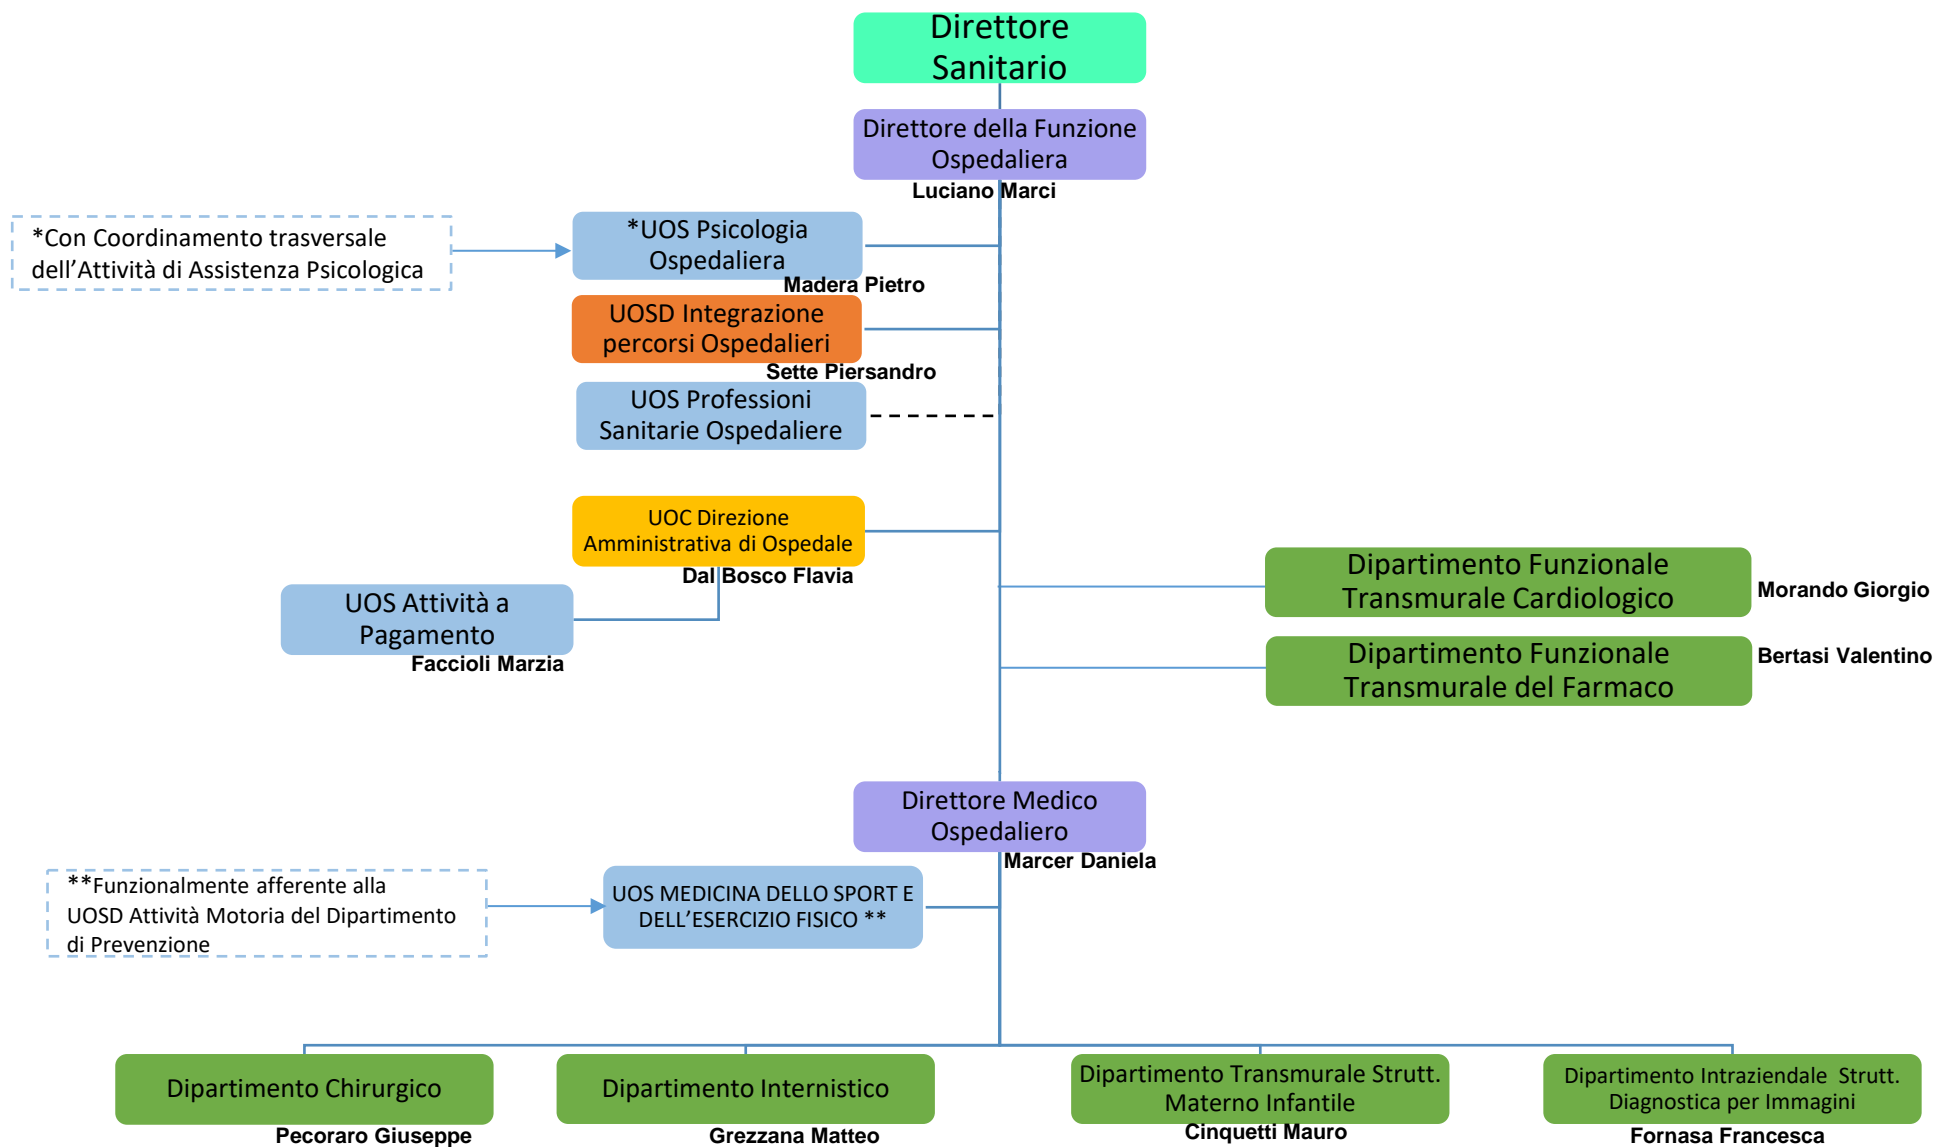 Direttore
Sanitario
Direttore della Funzione
Ospedaliera
Luciano Marci
*Con Coordinamento trasversale
dell’Attività di Assistenza Psicologica
*UOS Psicologia
Ospedaliera
Madera Pietro
UOSD Integrazione
percorsi Ospedalieri
Sette Piersandro
UOS Professioni
Sanitarie Ospedaliere
UOC Direzione
Amministrativa di Ospedale
Dal Bosco Flavia
UOS Attività a
Pagamento
Faccioli Marzia
Dipartimento Funzionale
Transmurale Cardiologico
Morando Giorgio
Dipartimento Funzionale
Transmurale del Farmaco
Bertasi Valentino
Direttore Medico
Ospedaliero
Marcer Daniela
**Funzionalmente afferente alla
UOSD Attività Motoria del Dipartimento
di Prevenzione
UOS MEDICINA DELLO SPORT E
DELL’ESERCIZIO FISICO **
Dipartimento Chirurgico
Pecoraro Giuseppe
Dipartimento Internistico
Grezzana Matteo
Dipartimento Transmurale Strutt.
Materno Infantile
Cinquetti Mauro
Dipartimento Intraziendale Strutt.
Diagnostica per Immagini
Fornasa Francesca